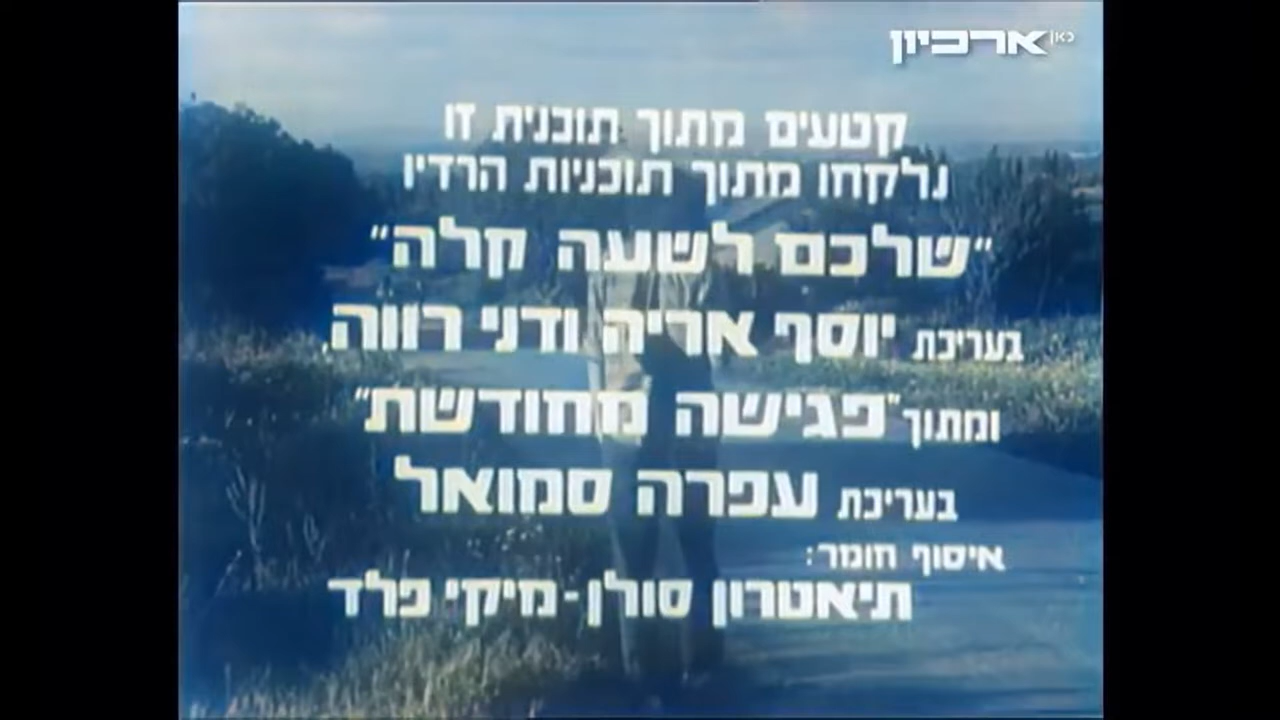 כאן ארכיון
קטעים מתוך תוכנית זו
נלקחו מתוך תוכניות הרדיו
"שלכם לשעה קלה"
בעריכת יוסף אריה ודני רווה,
ומתוך "פגישה מחודשת"
בעריכת עפרה סמואל
איסוף חומר:
תיאטרון סולן-מיקי פלד